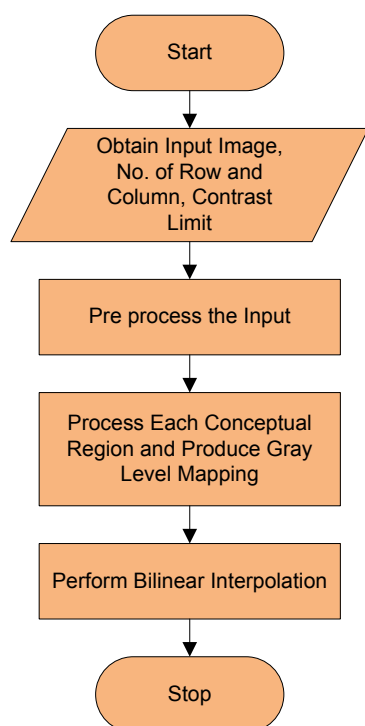 Start
Obtain Input Image,
No. of Row and
Column, Contrast
Limit
Pre process the Input
Process Each Conceptual
Region and Produce Gray
Level Mapping
Perform Bilinear Interpolation
Stop